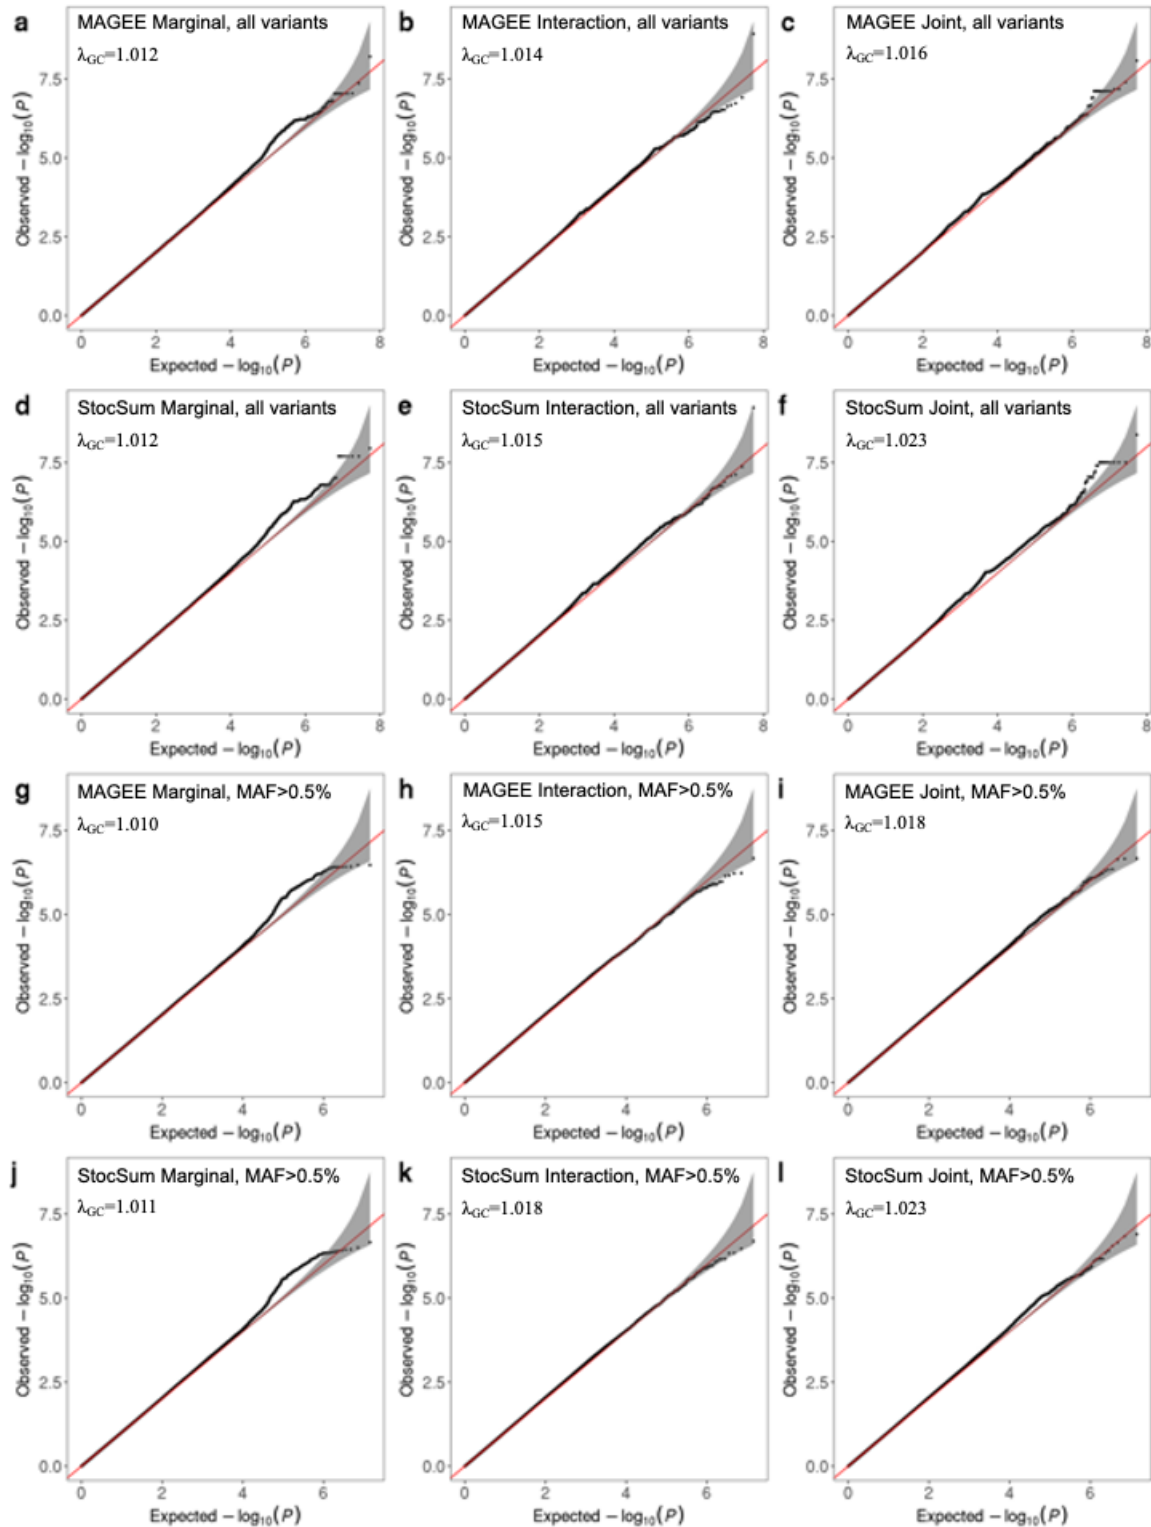 a MAGEE Marginal, all variants
λGC=1.012
Observed −log10(P)
7.5
5.0
2.5
0.0
0 2 4 6 8
Expected −log10(P)
b MAGEE Interaction, all variants
λGC=1.014
Observed −log10(P)
7.5
5.0
2.5
0.0
0 2 4 6 8
Expected −log10(P)
c MAGEE Joint, all variants
λGC=1.016
Observed −log10(P)
7.5
5.0
2.5
0.0
0 2 4 6 8
Expected −log10(P)
d StocSum Marginal, all variants
λGC=1.012
Observed −log10(P)
7.5
5.0
2.5
0.0
0 2 4 6 8
Expected −log10(P)
e StocSum Interaction, all variants
λGC=1.015
Observed −log10(P)
7.5
5.0
2.5
0.0
0 2 4 6 8
Expected −log10(P)
f StocSum Joint, all variants
λGC=1.023
Observed −log10(P)
7.5
5.0
2.5
0.0
0 2 4 6 8
Expected −log10(P)
g MAGEE Marginal, MAF>0.5%
λGC=1.010
Observed −log10(P)
7.5
5.0
2.5
0.0
0 2 4 6
Expected −log10(P)
h MAGEE Interaction, MAF>0.5%
λGC=1.015
Observed −log10(P)
7.5
5.0
2.5
0.0
0 2 4 6
Expected −log10(P)
i MAGEE Joint, MAF>0.5%
λGC=1.018
Observed −log10(P)
7.5
5.0
2.5
0.0
0 2 4 6
Expected −log10(P)
j StocSum Marginal, MAF>0.5%
λGC=1.011
Observed −log10(P)
7.5
5.0
2.5
0.0
0 2 4 6
Expected −log10(P)
k StocSum Interaction, MAF>0.5%
λGC=1.018
Observed −log10(P)
7.5
5.0
2.5
0.0
0 2 4 6
Expected −log10(P)
l StocSum Joint, MAF>0.5%
λGC=1.023
Observed −log10(P)
7.5
5.0
2.5
0.0
0 2 4 6
Expected −log10(P)